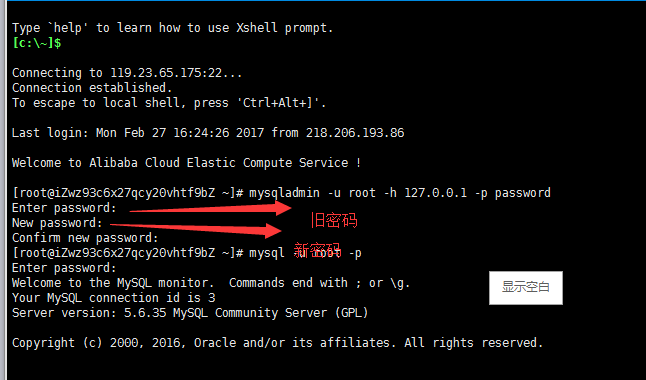 Type `help' to learn how to use Xshell prompt.
[c:\~]$
Connecting to 119.23.65.175:22...
Connection established.
To escape to local shell, press 'Ctrl+Alt+]'.
Last login: Mon Feb 27 16:24:26 2017 from 218.206.193.86
Welcome to Alibaba Cloud Elastic Compute Service !
[root@iZwz93c6x27qcy20vhtf9bZ ~]# mysqladmin -u root -h 127.0.0.1 -p password
Enter password:
旧密码
New password:
新密码
Confirm new password:
[root@iZwz93c6x27qcy20vhtf9bZ ~]# mysql -u root -p
Enter password:
Welcome to the MySQL monitor.  Commands end with ; or \g.
显示空白
Your MySQL connection id is 3
Server version: 5.6.35 MySQL Community Server (GPL)
Copyright (c) 2000, 2016, Oracle and/or its affiliates. All rights reserved.